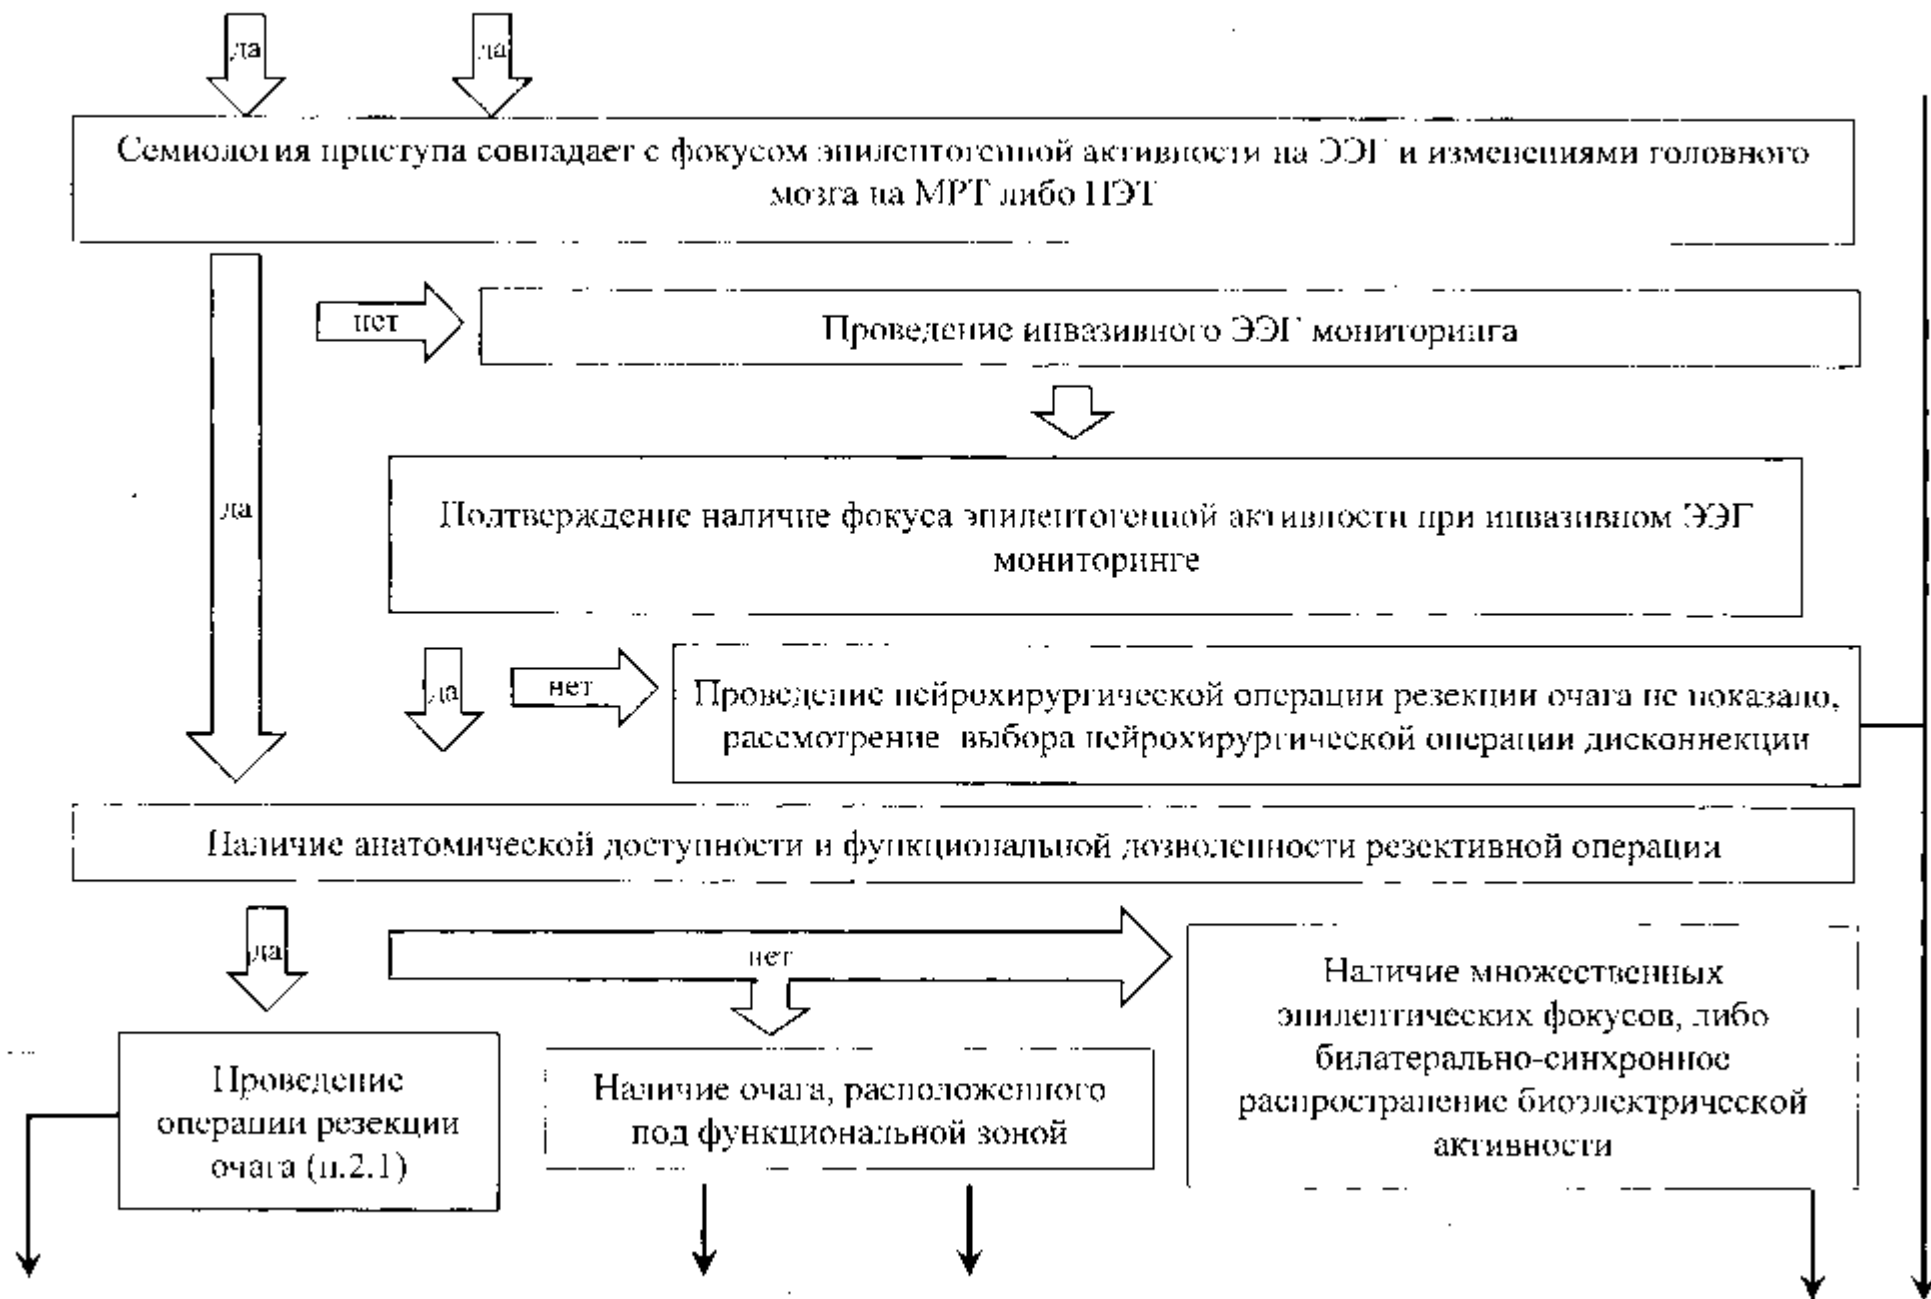 да
да
Семиология приступа совпадает с фокусом эпилептогенной активности на ЭЭГ и изменениями головного
мозга на МРТ либо ПЭТ
нет
Проведение инвазивного ЭЭГ мониторинга
да
Подтверждение наличие фокуса эпилептогенной активности при инвазивном ЭЭГ
мониторинге
да
нет
Проведение нейрохирургической операции резекции очага не показано,
рассмотрение выбора нейрохирургической операции дисконнекции
Наличие анатомической доступности и функциональной дозволенности резективной операции
да
нет
Проведение
операции резекции
очага (п.2.1)
Наличие очага, расположенного
под функциональной зоной
Наличие множественных
эпилептических фокусов, либо
билатерально-синхронное
распространение биоэлектрической
активности